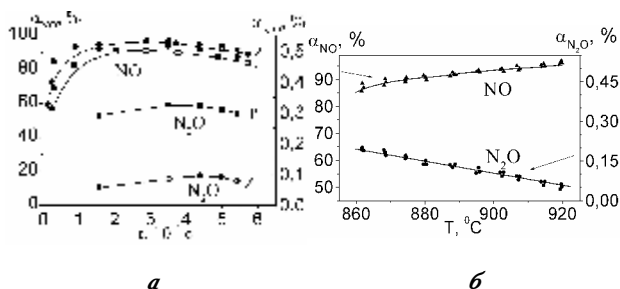 a
100
80
60
40
20
0
NO
N₂O
N₂O
0,5
0,4
0,3
0,2
0,1
0,0
0 1 2 3 4 5 6
α_NO, %
α_N₂O, %
90
80
70
60
50
NO
N₂O
0,45
0,30
0,15
0,00
860 880 900 920
T, ⁰C
а
б